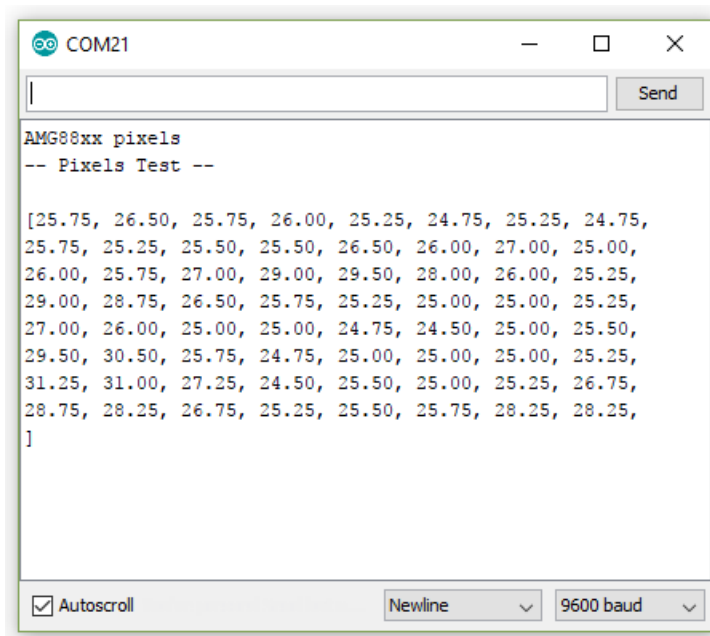 COM21
Send
AMG88xx pixels
-- Pixels Test --
[25.75, 26.50, 25.75, 26.00, 25.25, 24.75, 25.25, 24.75,
25.75, 25.25, 25.50, 25.50, 26.50, 26.00, 27.00, 25.00,
26.00, 25.75, 27.00, 29.00, 29.50, 28.00, 26.00, 25.25,
29.00, 28.75, 26.50, 25.75, 25.25, 25.00, 25.00, 25.25,
27.00, 26.00, 25.00, 25.00, 24.75, 24.50, 25.00, 25.50,
29.50, 30.50, 25.75, 24.75, 25.00, 25.00, 25.00, 25.25,
31.25, 31.00, 27.25, 24.50, 25.50, 25.00, 25.25, 26.75,
28.75, 28.25, 26.75, 25.25, 25.50, 25.75, 28.25, 28.25,
]
Autoscroll
Newline
9600 baud